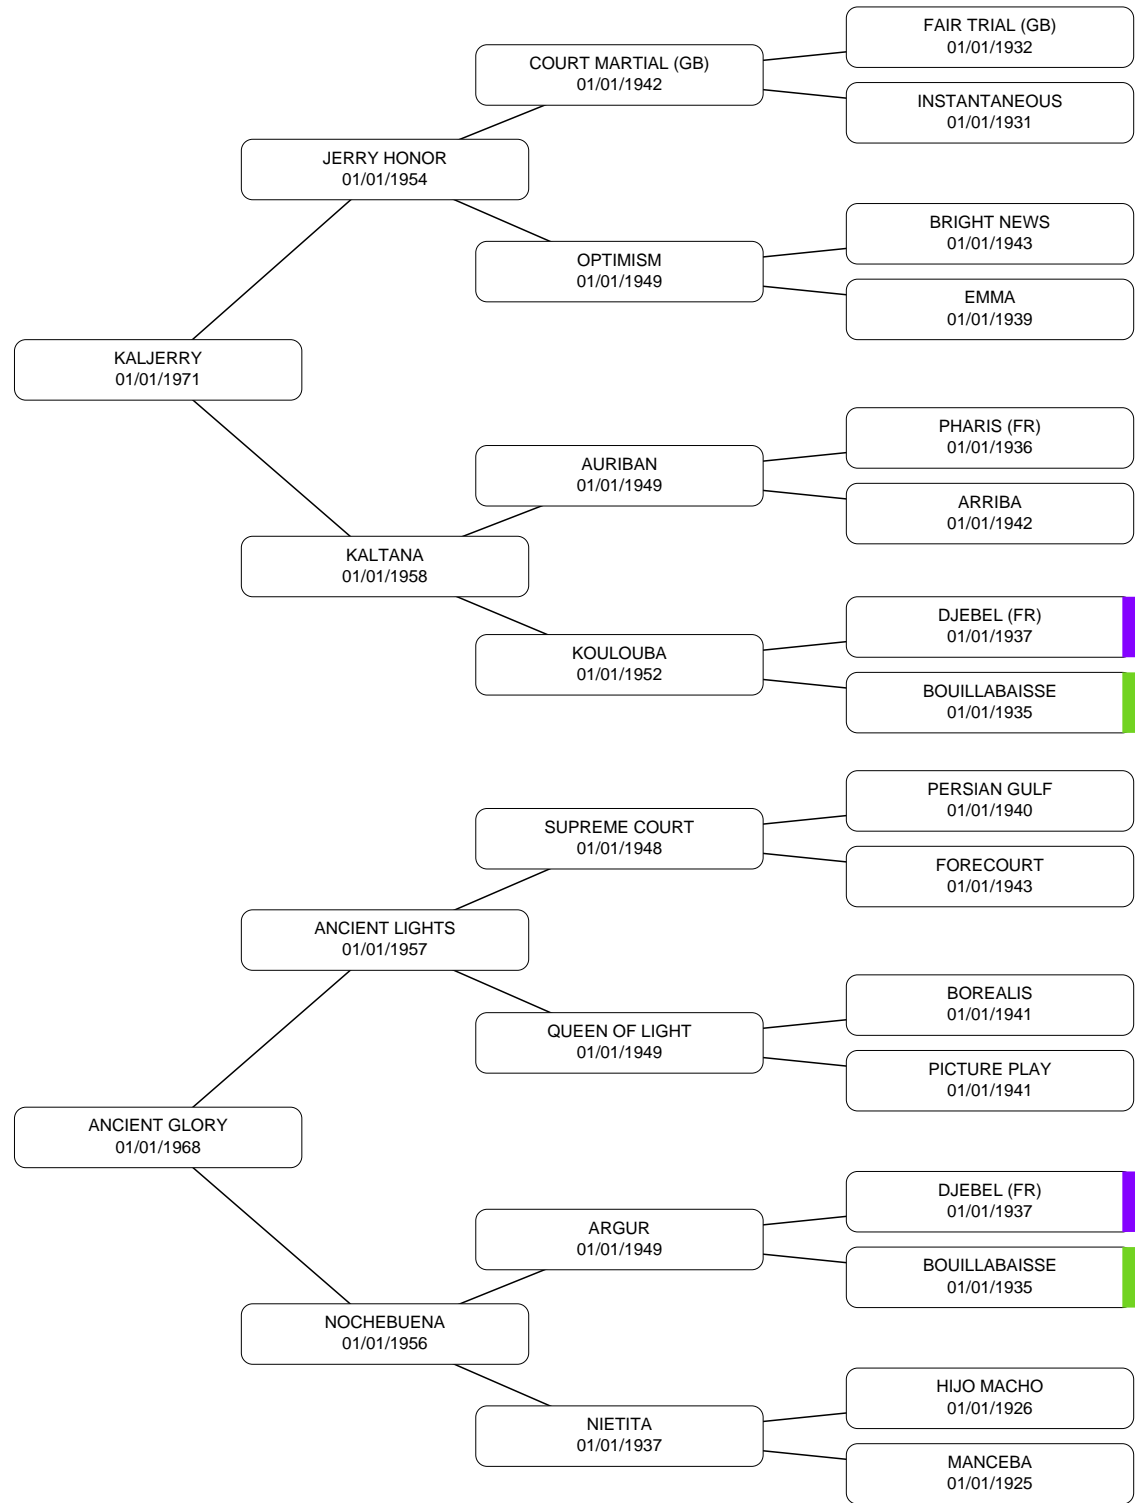 FAIR TRIAL (GB)
01/01/1932
COURT MARTIAL (GB)
01/01/1942
INSTANTANEOUS
01/01/1931
JERRY HONOR
01/01/1954
BRIGHT NEWS
01/01/1943
OPTIMISM
01/01/1949
EMMA
01/01/1939
KALJERRY
01/01/1971
PHARIS (FR)
01/01/1936
AURIBAN
01/01/1949
ARRIBA
01/01/1942
KALTANA
01/01/1958
DJEBEL (FR)
01/01/1937
KOULOUBA
01/01/1952
BOUILLABAISSE
01/01/1935
PERSIAN GULF
01/01/1940
SUPREME COURT
01/01/1948
FORECOURT
01/01/1943
ANCIENT LIGHTS
01/01/1957
BOREALIS
01/01/1941
QUEEN OF LIGHT
01/01/1949
PICTURE PLAY
01/01/1941
ANCIENT GLORY
01/01/1968
DJEBEL (FR)
01/01/1937
ARGUR
01/01/1949
BOUILLABAISSE
01/01/1935
NOCHEBUENA
01/01/1956
HIJO MACHO
01/01/1926
NIETITA
01/01/1937
MANCEBA
01/01/1925